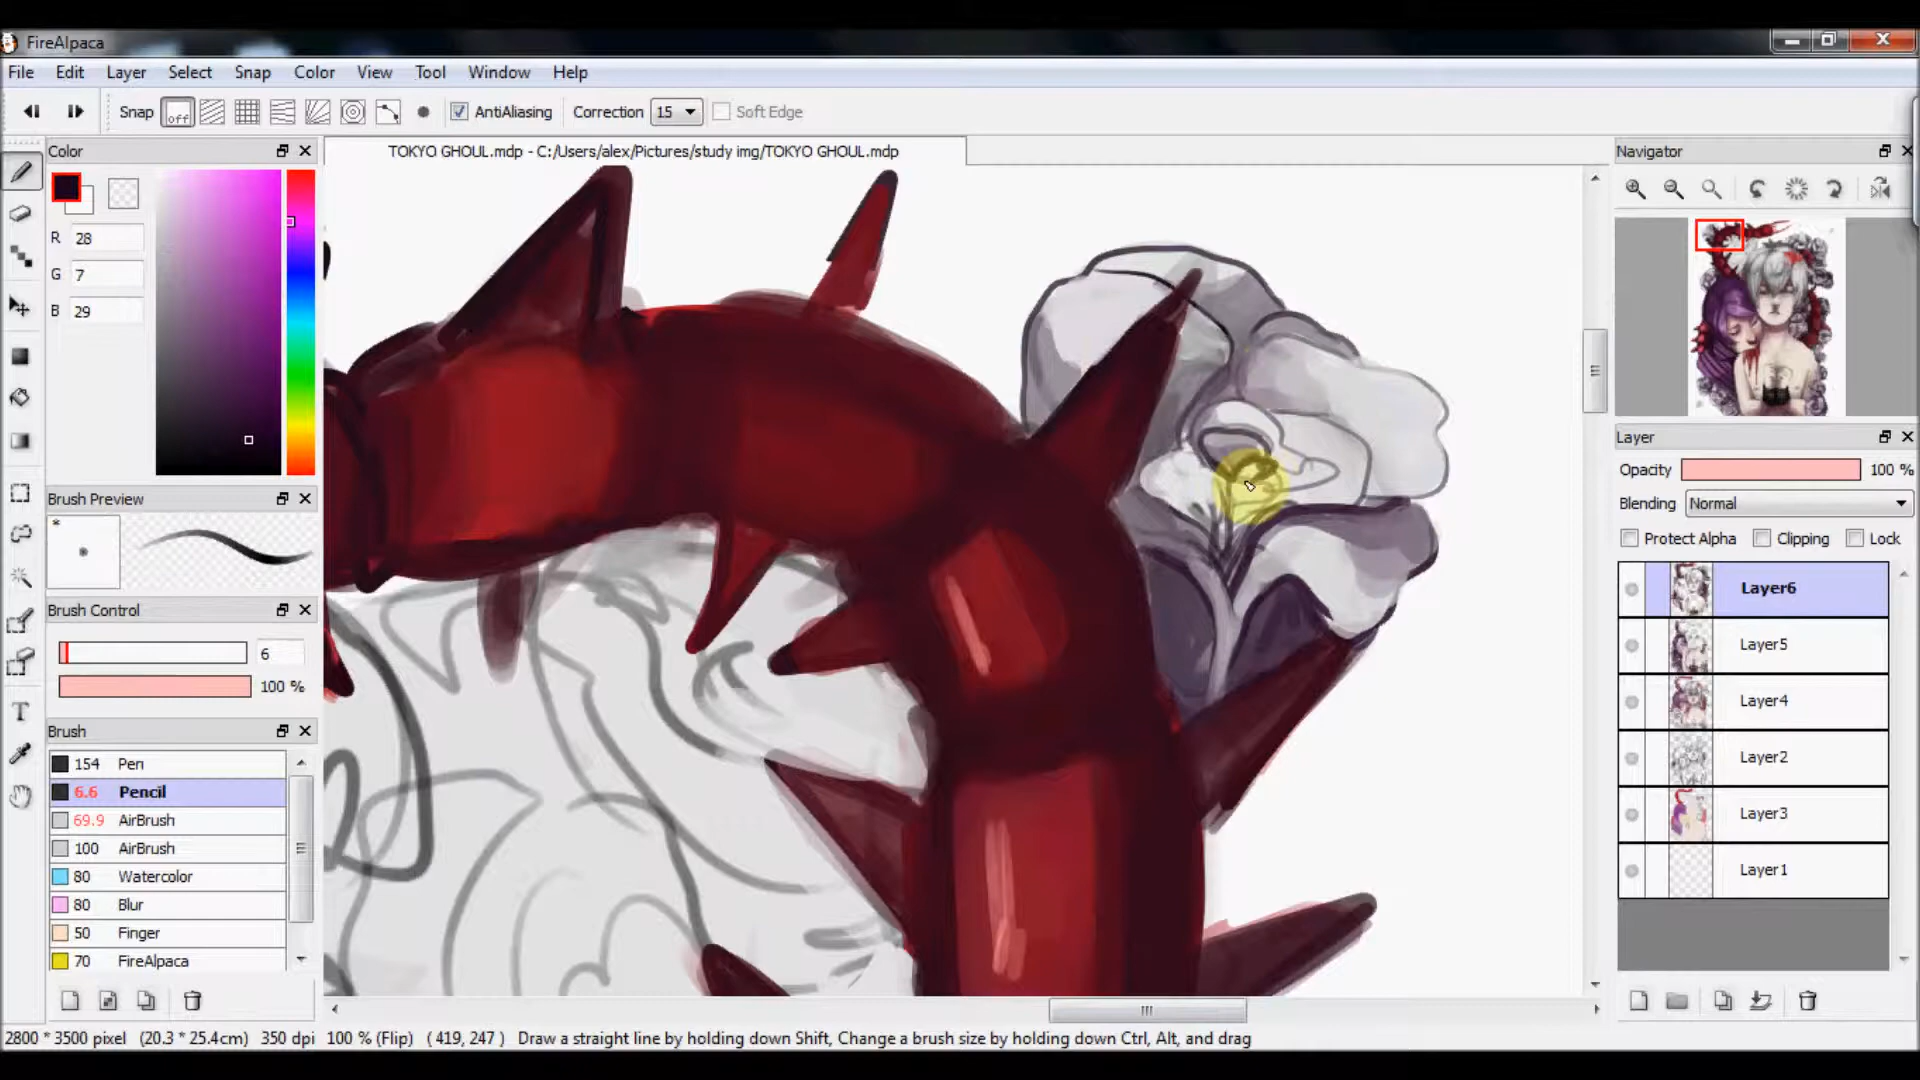 FireAlpaca
File Edit Layer Select Snap Color View Tool Window Help
Snap off AntiAliasing Correction 15 Soft Edge
Color
TOKYO GHOUL.mdp - C:/Users/alex/Pictures/study img/TOKYO GHOUL.mdp
Navigator
R 28
G 7
B 29
Layer
Opacity 100 %
Brush Preview
Blending Normal
*
Protect Alpha Clipping Lock
Layer6
Brush Control
6
Layer5
100 %
Layer4
Brush
154 Pen
Layer2
6.6 Pencil
69.9 AirBrush
Layer3
100 AirBrush
80 Watercolor
Layer1
80 Blur
50 Finger
70 FireAlpaca
2800 * 3500 pixel (20.3 * 25.4cm) 350 dpi 100 % (Flip) ( 419, 247 ) Draw a straight line by holding down Shift, Change a brush size by holding down Ctrl, Alt, and drag